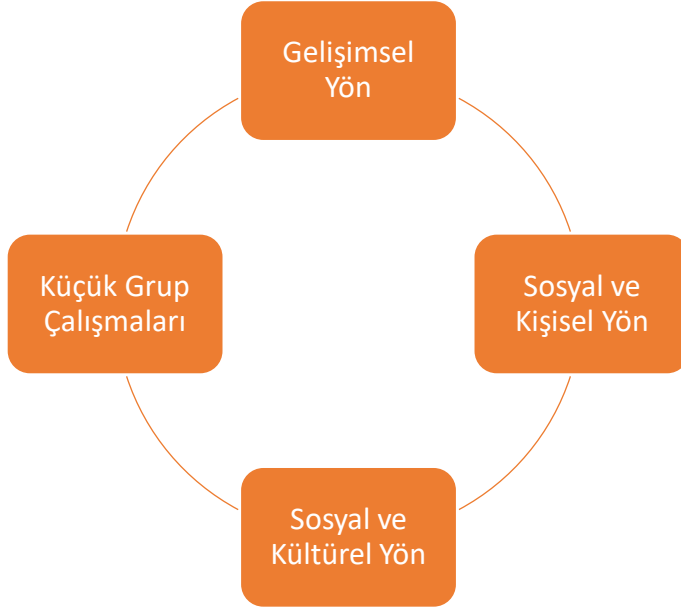 Gelişimsel
Yön
Sosyal ve
Kişisel Yön
Sosyal ve
Kültürel Yön
Küçük Grup
Çalışmaları